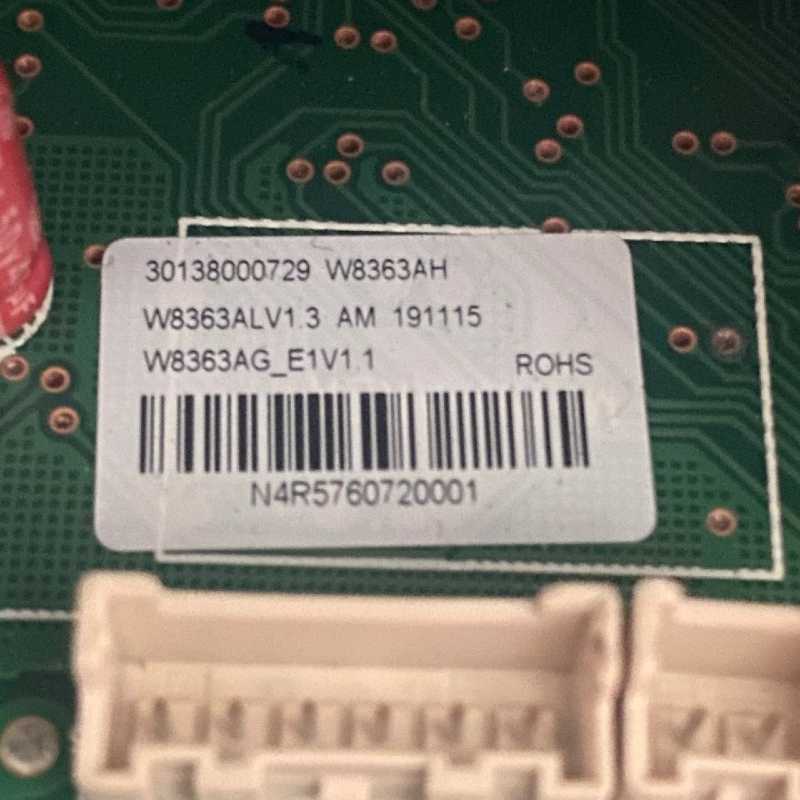 30138000729 W8363AH
W8363ALV1.3 AM 191115
W8363AG_E1V1.1 ROHS
N4R5760720001